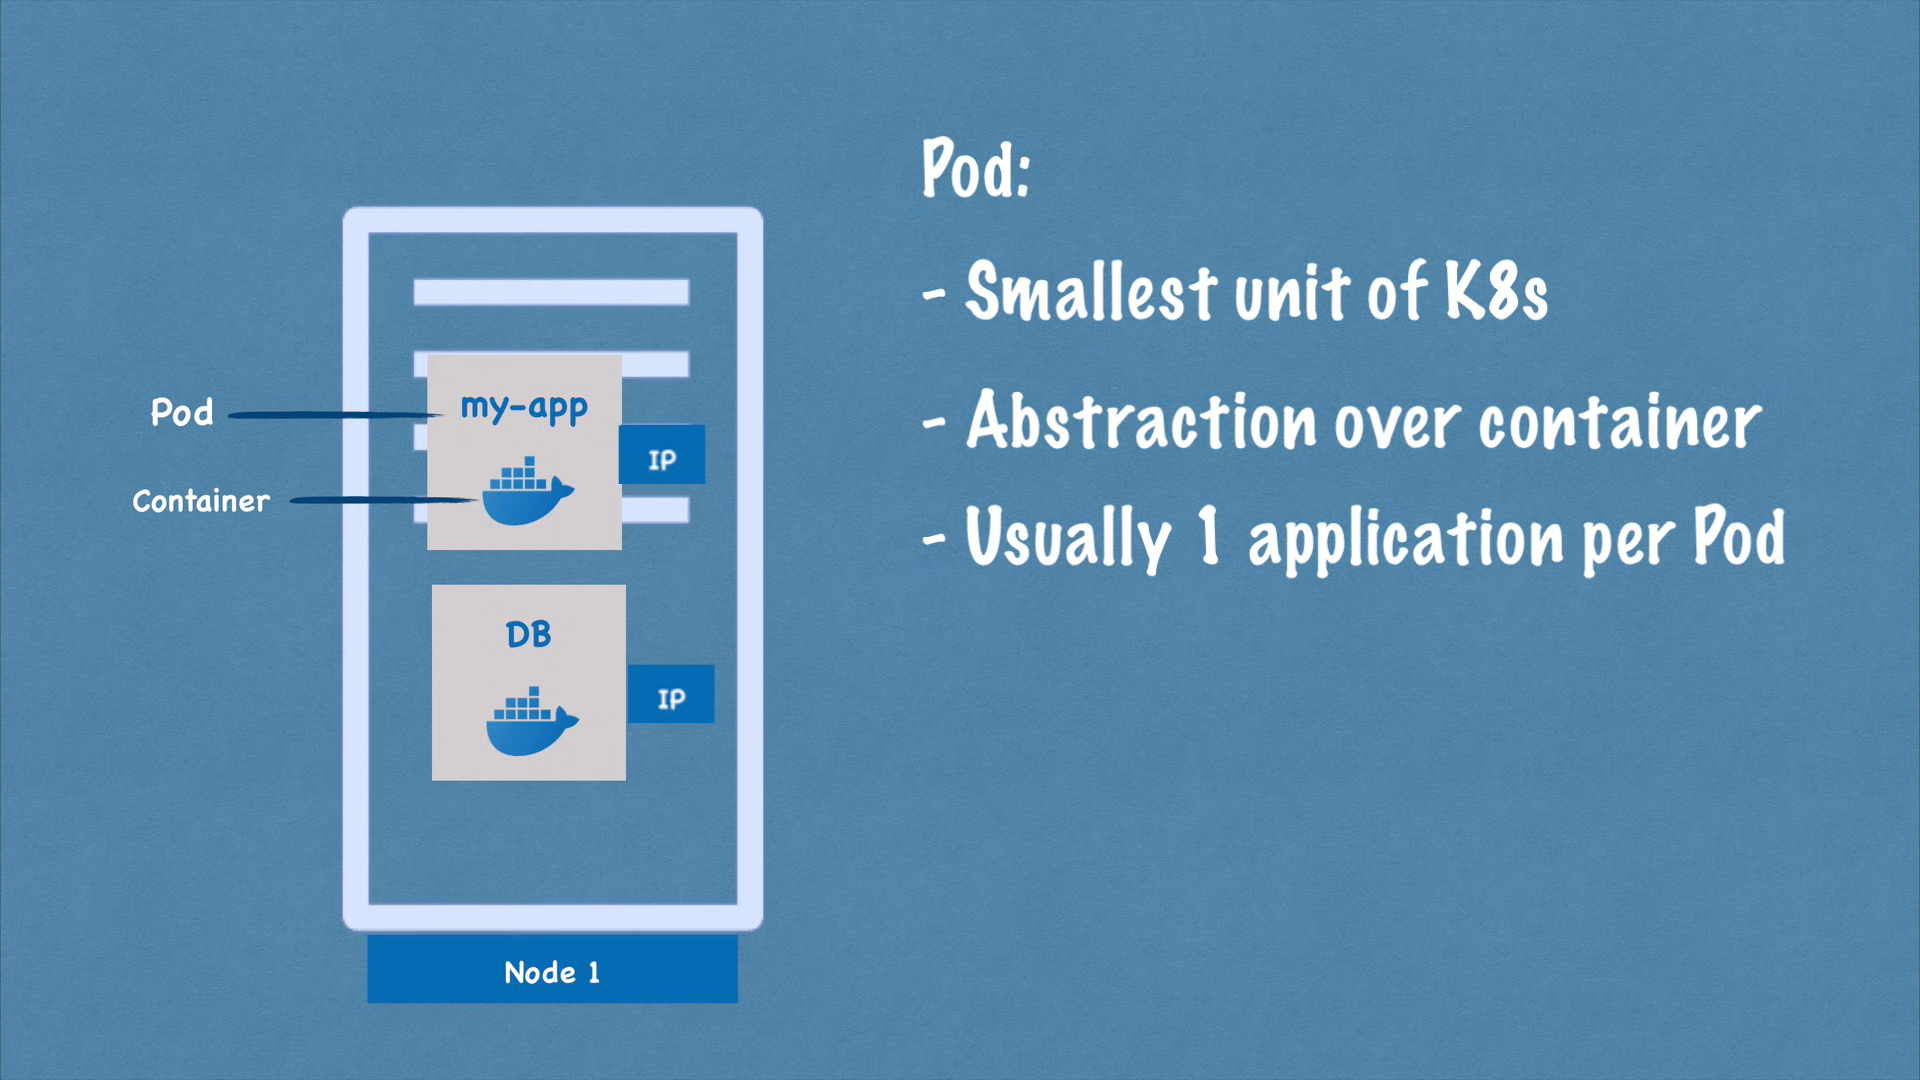 Pod:
- Smallest unit of K8s
- Abstraction over container
- Usually 1 application per Pod
Pod
Container
my-app
IP
DB
IP
Node 1